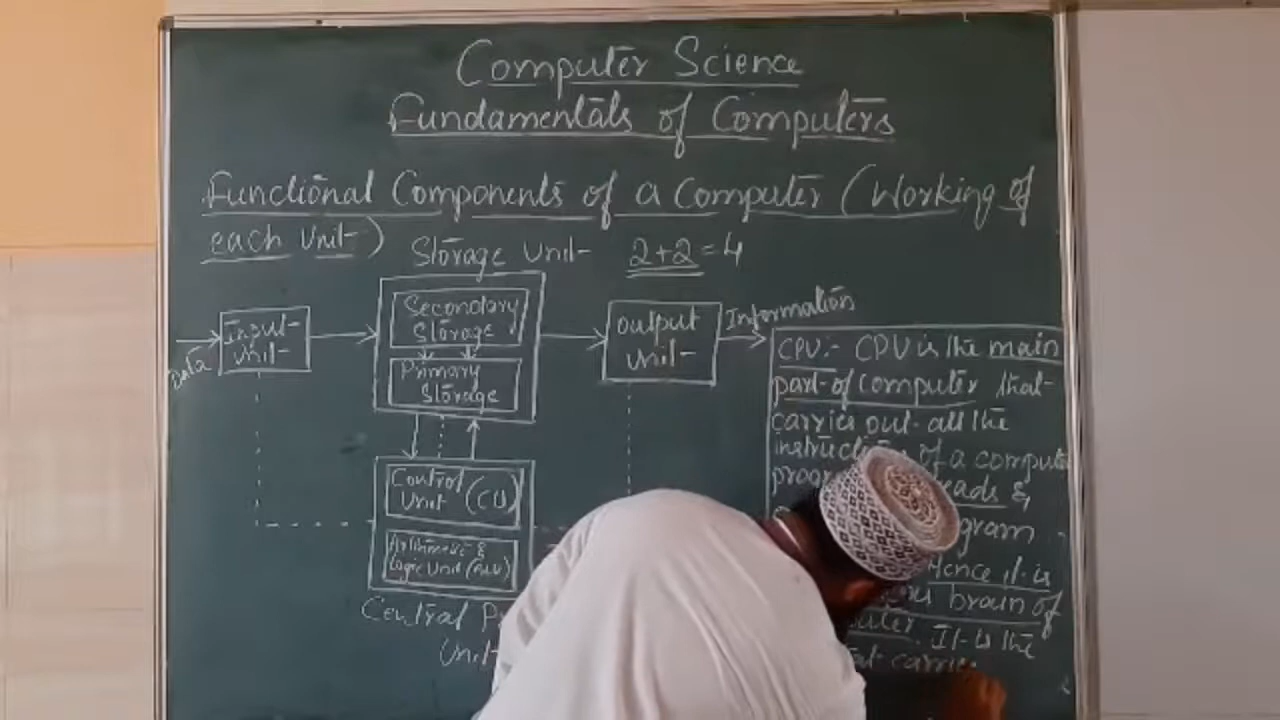 Computer Science
Fundamentals of Computers
Functional Components of a Computer (Working of
each Unit)
Storage Unit 2+2=4
Secondary
Storage
Primary
Storage
Input
Unit
Data
output
unit
Information
Control
Unit (CU)
Arithmetic &
Logic Unit (ALU)
Central
Unit
CPU:- CPU is the main
part of computer that
carries out all the
instruction of a computer
reads &
Hence it is
brain of
It is the